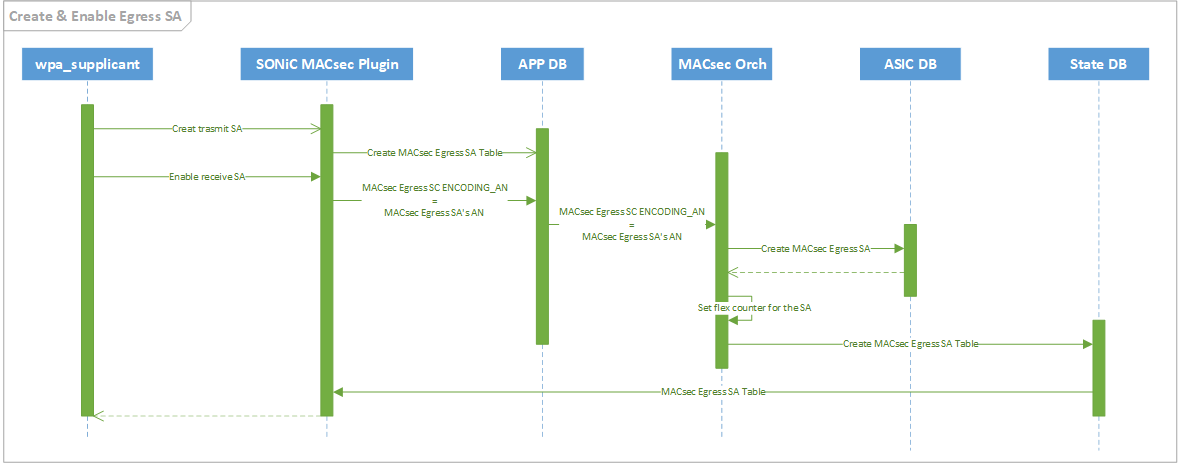 Create & Enable Egress SA
wpa_supplicant
SONiC MACsec Plugin
APP DB
MACsec Orch
ASIC DB
State DB
Creat trasmit SA
Create MACsec Egress SA Table
Enable receive SA
MACsec Egress SC ENCODING_AN
=
MACsec Egress SA's AN
MACsec Egress SC ENCODING_AN
=
MACsec Egress SA's AN
Create MACsec Egress SA
Set flex counter for the SA
Create MACsec Egress SA Table
MACsec Egress SA Table